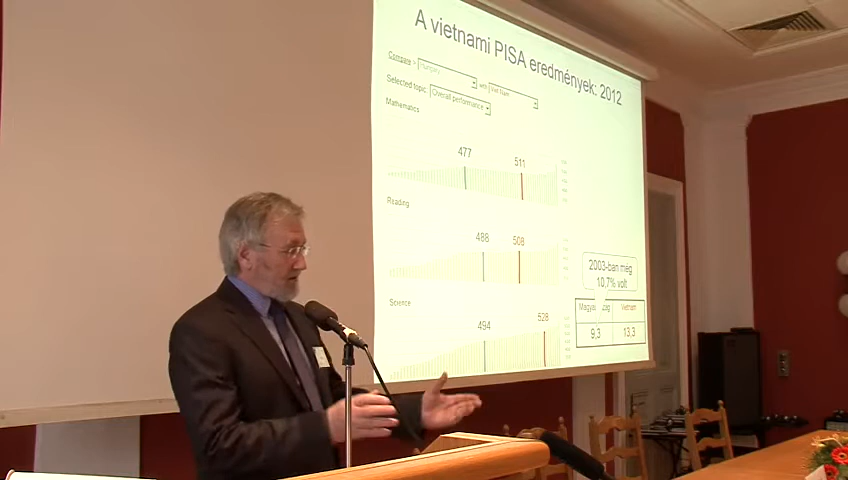 A vietnami PISA eredmények: 2012
Compare Hungary with Viet Nam
Selected topic Overall performance
Mathematics
477 511
Reading
488 508
2003-ban még
10,7% volt
Vietnam
9,3 13,3
Science
494 528